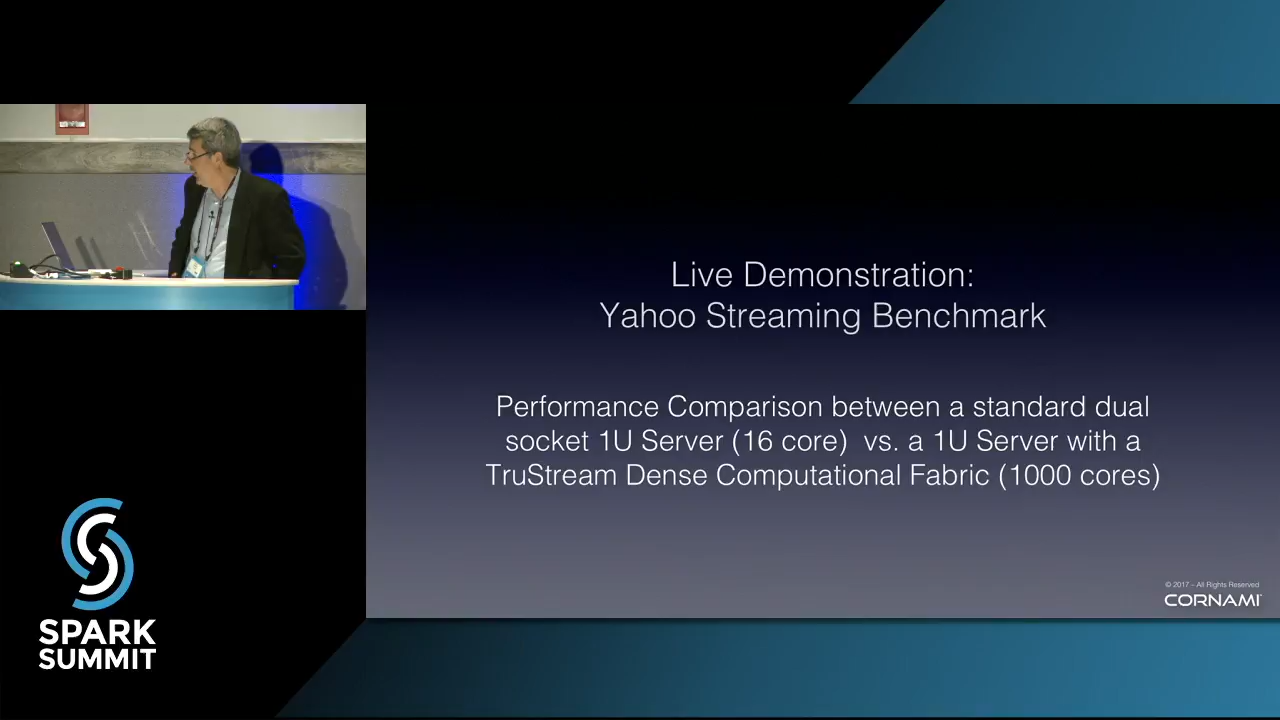 Live Demonstration:
Yahoo Streaming Benchmark
Performance Comparison between a standard dual
socket 1U Server (16 core)  vs. a 1U Server with a
TruStream Dense Computational Fabric (1000 cores)
© 2017 – All Rights Reserved
CORNAMI
SPARK
SUMMIT